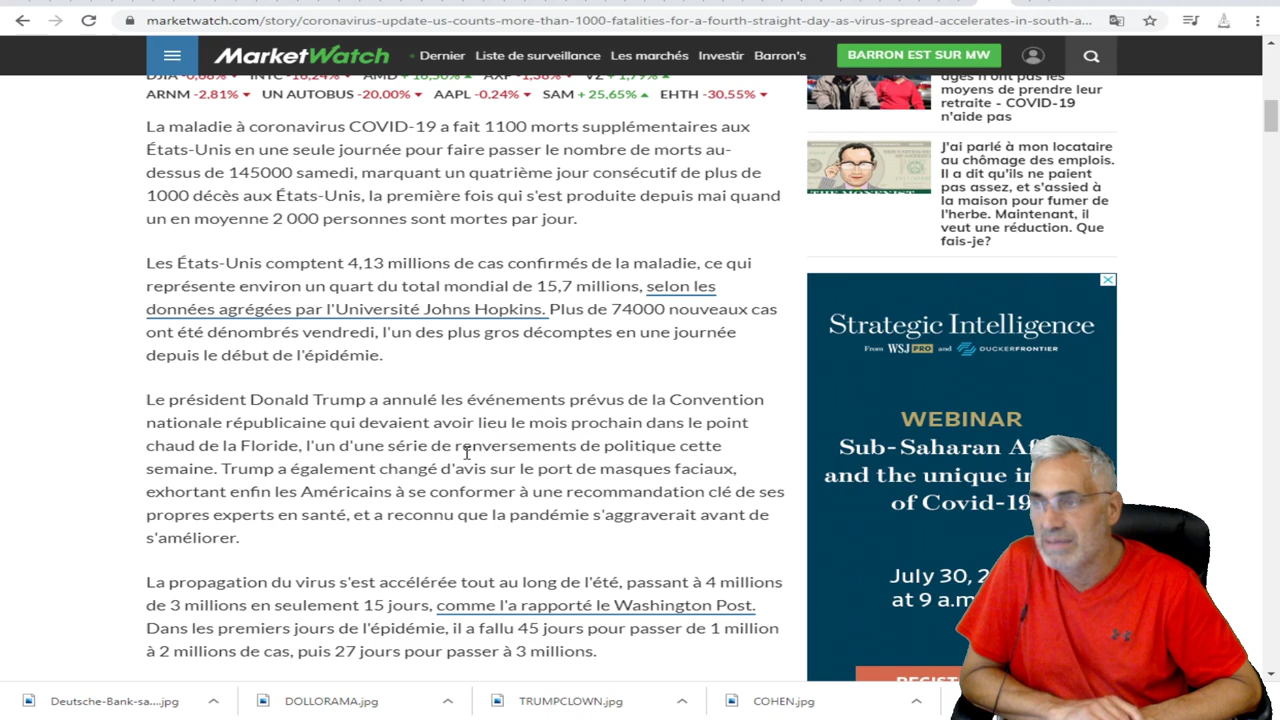 marketwatch.com/story/coronavirus-update-us-counts-more-than-1000-fatalities-for-a-fourth-straight-day-as-virus-spread-accelerates-in-south-a...
MarketWatch
Dernier Liste de surveillance Les marchés Investir Barron's
BARRON EST SUR MW
DJIA -0,68% INTC -16,24% AMD +16,50% AXP -1,36% VZ +1,79%
ARNM -2,81% UN AUTOBUS -20,00% AAPL -0,24% SAM + 25,65% EHTH -30,55%
La maladie à coronavirus COVID-19 a fait 1100 morts supplémentaires aux
États-Unis en une seule journée pour faire passer le nombre de morts au-
dessus de 145000 samedi, marquant un quatrième jour consécutif de plus de
1000 décès aux États-Unis, la première fois qui s'est produite depuis mai quand
un en moyenne 2 000 personnes sont mortes par jour.
Les États-Unis comptent 4,13 millions de cas confirmés de la maladie, ce qui
représente environ un quart du total mondial de 15,7 millions, selon les
données agrégées par l'Université Johns Hopkins. Plus de 74000 nouveaux cas
ont été dénombrés vendredi, l'un des plus gros décomptes en une journée
depuis le début de l'épidémie.
Le président Donald Trump a annulé les événements prévus de la Convention
nationale républicaine qui devaient avoir lieu le mois prochain dans le point
chaud de la Floride, l'un d'une série de renversements de politique cette
semaine. Trump a également changé d'avis sur le port de masques faciaux,
exhortant enfin les Américains à se conformer à une recommandation clé de ses
propres experts en santé, et a reconnu que la pandémie s'aggraverait avant de
s'améliorer.
La propagation du virus s'est accélérée tout au long de l'été, passant à 4 millions
de 3 millions en seulement 15 jours, comme l'a rapporté le Washington Post.
Dans les premiers jours de l'épidémie, il a fallu 45 jours pour passer de 1 million
à 2 millions de cas, puis 27 jours pour passer à 3 millions.
âgés n'ont pas les
moyens de prendre leur
retraite - COVID-19
n'aide pas
THE MONEYIST
J'ai parlé à mon locataire
au chômage des emplois.
Il a dit qu'ils ne paient
pas assez, et s'assied à
la maison pour fumer de
l'herbe. Maintenant, il
veut une réduction. Que
fais-je?
Strategic Intelligence
From WSJ PRO and DUCKERFRONTIER
WEBINAR
Sub-Saharan Af
and the unique in
of Covid-19
July 30, 2
at 9 a.m
Deutsche-Bank-sa....jpg
DOLLORAMA.jpg
TRUMPCLOWN.jpg
COHEN.jpg